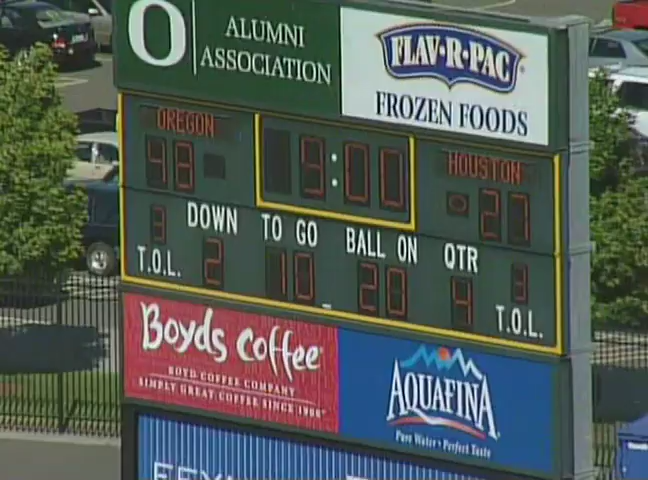 O
ALUMNI
ASSOCIATION
FLAV·R·PAC
FROZEN FOODS
OREGON
48
9:00
HOUSTON
27
3
DOWN
TO GO
BALL ON
QTR
3
T.O.L.
2
10
20
4
T.O.L.
Boyds coffee
BOYD COFFEE COMPANY
SIMPLY GREAT COFFEE SINCE 1900
AQUAFINA
Pure Water · Perfect Taste